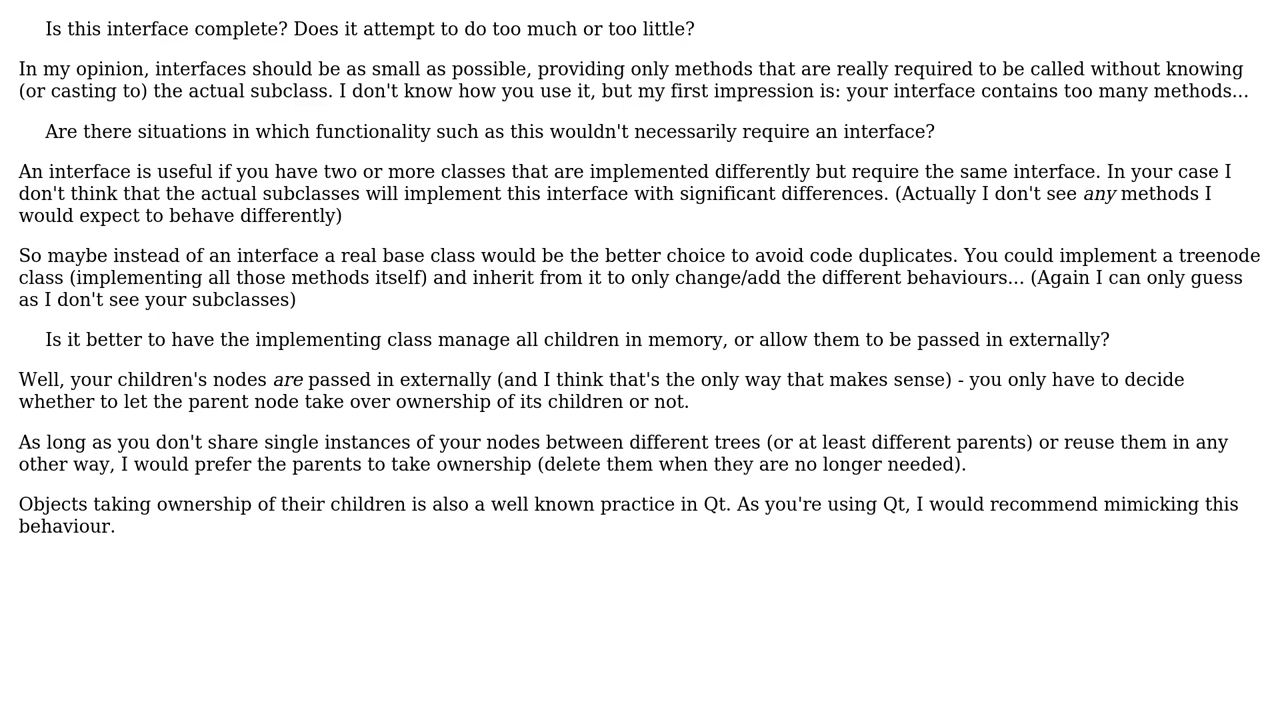 Is this interface complete? Does it attempt to do too much or too little?
In my opinion, interfaces should be as small as possible, providing only methods that are really required to be called without knowing
(or casting to) the actual subclass. I don't know how you use it, but my first impression is: your interface contains too many methods...
Are there situations in which functionality such as this wouldn't necessarily require an interface?
An interface is useful if you have two or more classes that are implemented differently but require the same interface. In your case I
don't think that the actual subclasses will implement this interface with significant differences. (Actually I don't see any methods I
would expect to behave differently)
So maybe instead of an interface a real base class would be the better choice to avoid code duplicates. You could implement a treenode
class (implementing all those methods itself) and inherit from it to only change/add the different behaviours... (Again I can only guess
as I don't see your subclasses)
Is it better to have the implementing class manage all children in memory, or allow them to be passed in externally?
Well, your children's nodes are passed in externally (and I think that's the only way that makes sense) - you only have to decide
whether to let the parent node take over ownership of its children or not.
As long as you don't share single instances of your nodes between different trees (or at least different parents) or reuse them in any
other way, I would prefer the parents to take ownership (delete them when they are no longer needed).
Objects taking ownership of their children is also a well known practice in Qt. As you're using Qt, I would recommend mimicking this
behaviour.